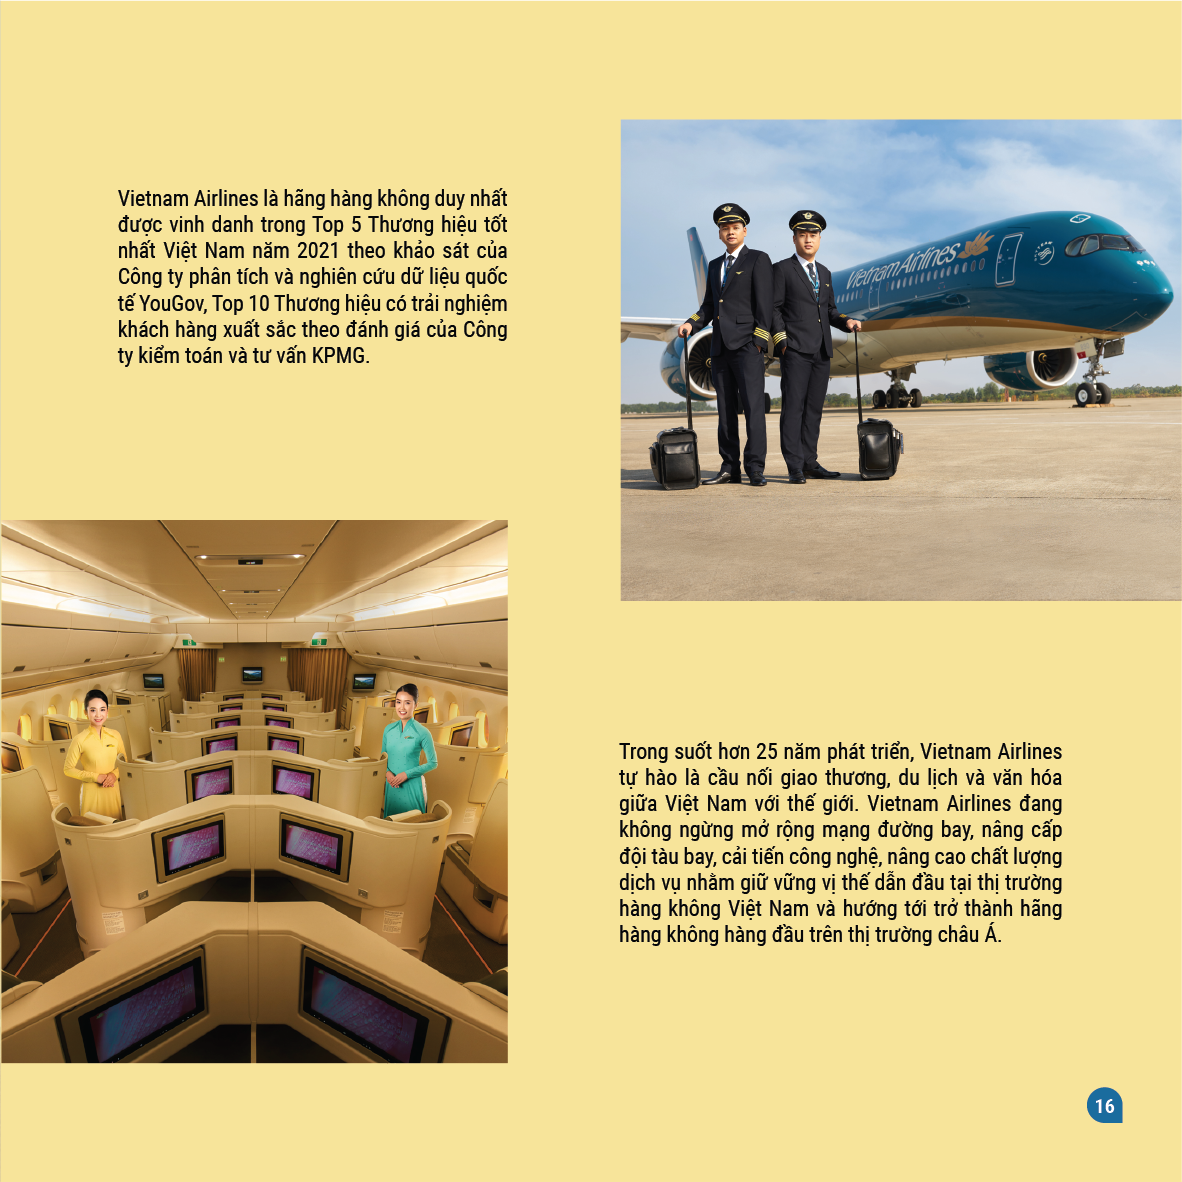 Vietnam Airlines là hãng hàng không duy nhất
được vinh danh trong Top 5 Thương hiệu tốt
nhất Việt Nam năm 2021 theo khảo sát của
Công ty phân tích và nghiên cứu dữ liệu quốc
tế YouGov, Top 10 Thương hiệu có trải nghiệm
khách hàng xuất sắc theo đánh giá của Công
ty kiểm toán và tư vấn KPMG.
Vietnam Airlines
Trong suốt hơn 25 năm phát triển, Vietnam Airlines
tự hào là cầu nối giao thương, du lịch và văn hóa
giữa Việt Nam với thế giới. Vietnam Airlines đang
không ngừng mở rộng mạng đường bay, nâng cấp
đội tàu bay, cải tiến công nghệ, nâng cao chất lượng
dịch vụ nhằm giữ vững vị thế dẫn đầu tại thị trường
hàng không Việt Nam và hướng tới trở thành hãng
hàng không hàng đầu trên thị trường châu Á.
16